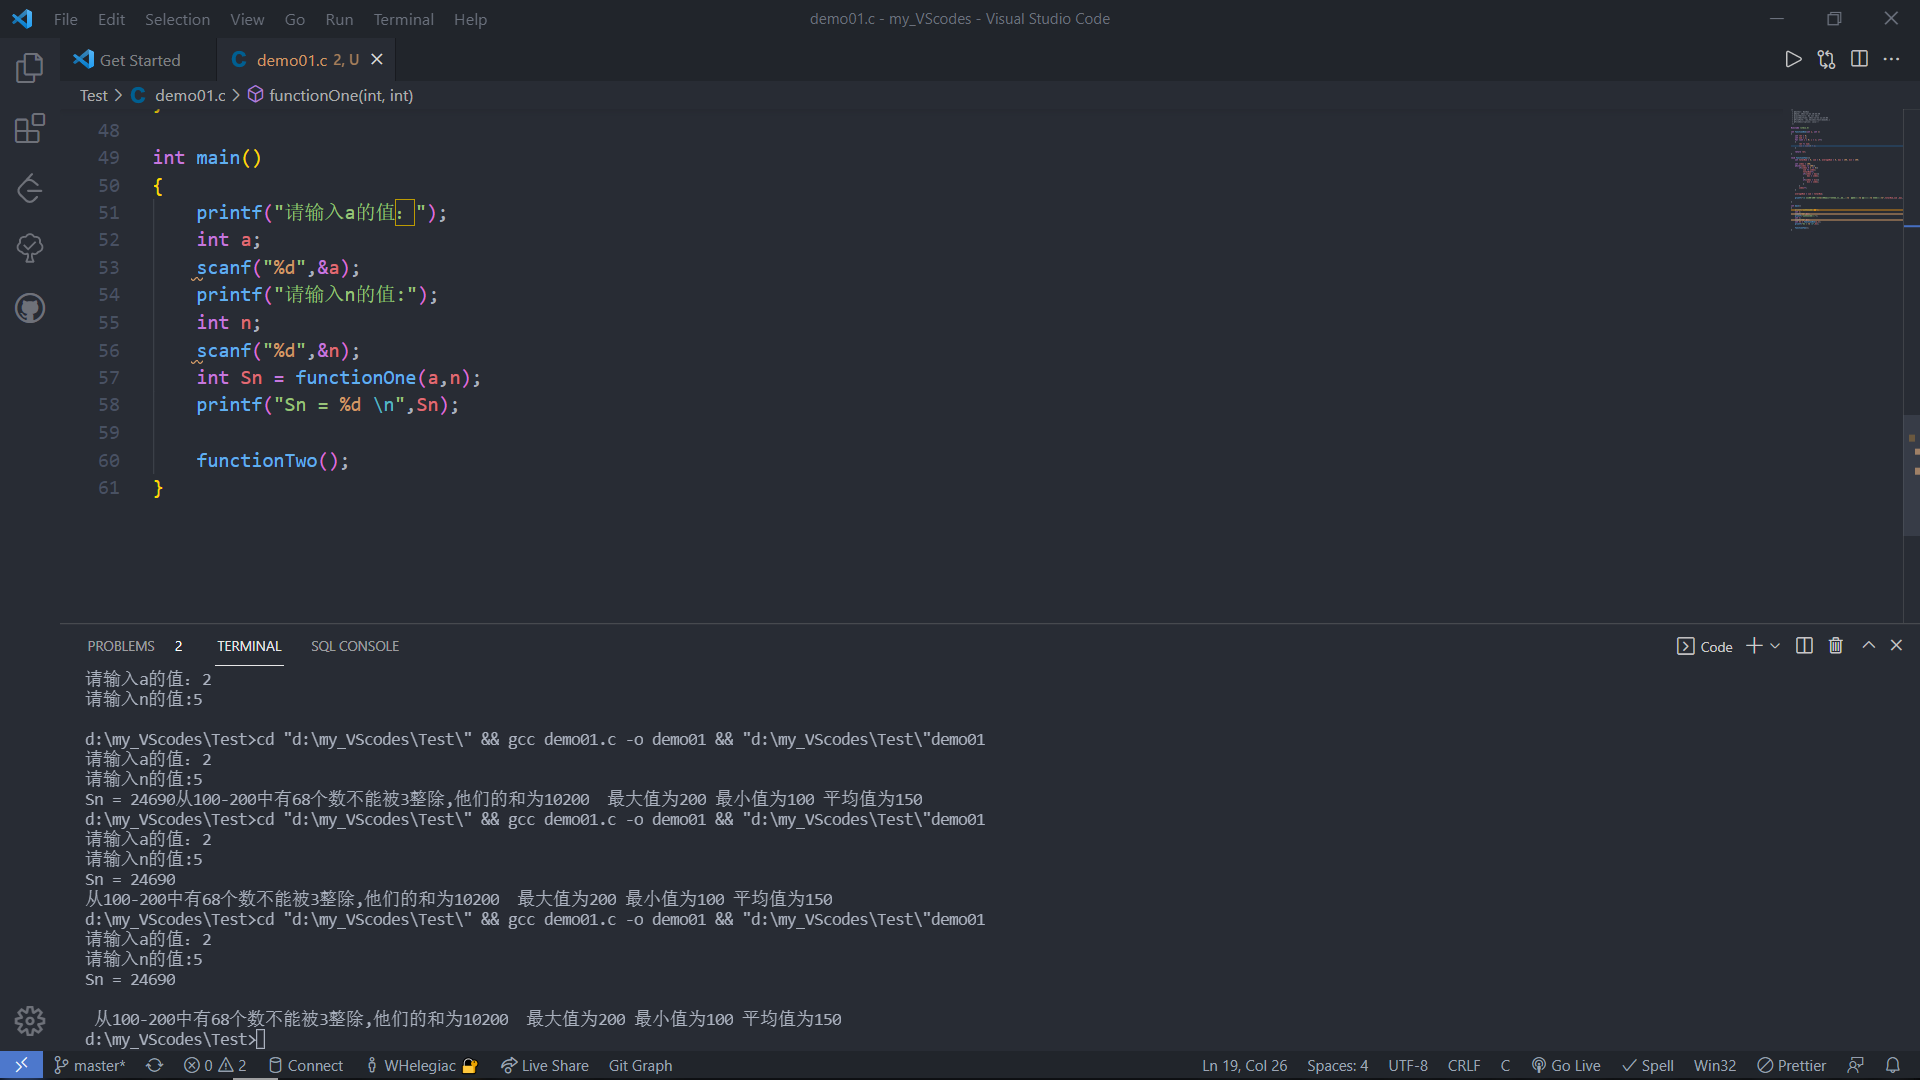 File Edit Selection View Go Run Terminal Help
demo01.c - my_VScodes - Visual Studio Code
Get Started
C demo01.c 2, U
Test > C demo01.c > functionOne(int, int)
48
49 int main()
50 {
51 printf("请输入a的值：");
52 int a;
53 scanf("%d",&a);
54 printf("请输入n的值:");
55 int n;
56 scanf("%d",&n);
57 int Sn = functionOne(a,n);
58 printf("Sn = %d \n",Sn);
59
60 functionTwo();
61 }
PROBLEMS 2 TERMINAL SQL CONSOLE
Code
请输入a的值：2
请输入n的值:5
d:\my_VScodes\Test>cd "d:\my_VScodes\Test\" && gcc demo01.c -o demo01 && "d:\my_VScodes\Test\"demo01
请输入a的值：2
请输入n的值:5
Sn = 24690从100-200中有68个数不能被3整除,他们的和为10200  最大值为200 最小值为100 平均值为150
d:\my_VScodes\Test>cd "d:\my_VScodes\Test\" && gcc demo01.c -o demo01 && "d:\my_VScodes\Test\"demo01
请输入a的值：2
请输入n的值:5
Sn = 24690
从100-200中有68个数不能被3整除,他们的和为10200  最大值为200 最小值为100 平均值为150
d:\my_VScodes\Test>cd "d:\my_VScodes\Test\" && gcc demo01.c -o demo01 && "d:\my_VScodes\Test\"demo01
请输入a的值：2
请输入n的值:5
Sn = 24690
从100-200中有68个数不能被3整除,他们的和为10200  最大值为200 最小值为100 平均值为150
d:\my_VScodes\Test>
master* 0 2 Connect WHelegiac Live Share Git Graph
Ln 19, Col 26 Spaces: 4 UTF-8 CRLF C Go Live Spell Win32 Prettier